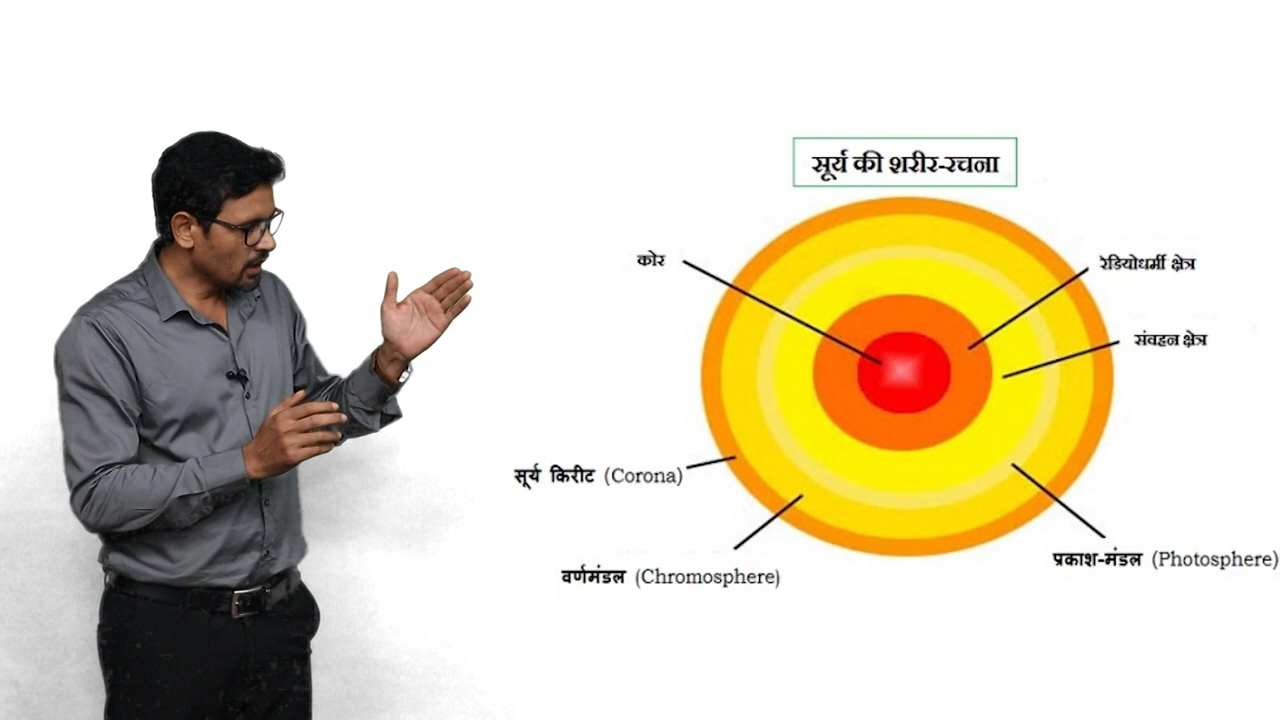 सूर्य की शरीर-रचना
कोर
रेडियोधर्मी क्षेत्र
संवहन क्षेत्र
सूर्य किरीट (Corona)
प्रकाश-मंडल (Photosphere)
वर्णमंडल (Chromosphere)